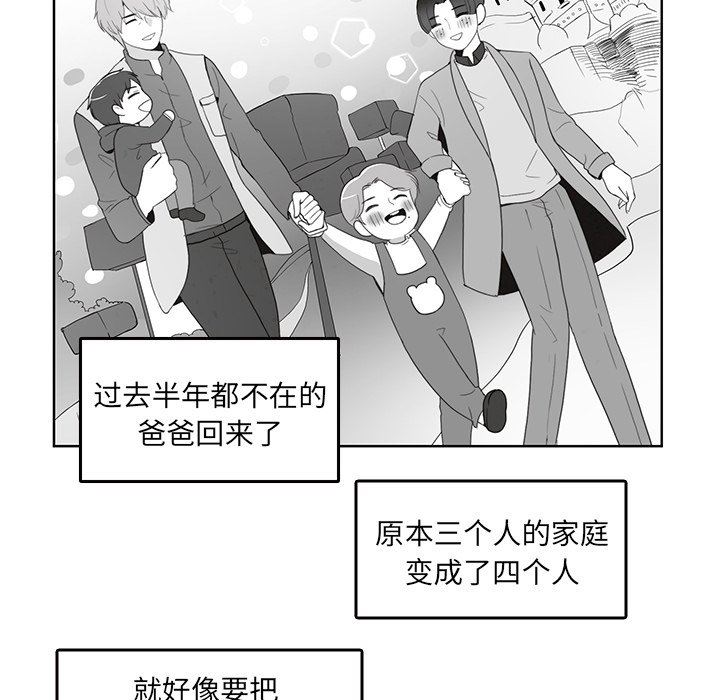 过去半年都不在的
爸爸回来了
原本三个人的家庭
变成了四个人
就好像要把